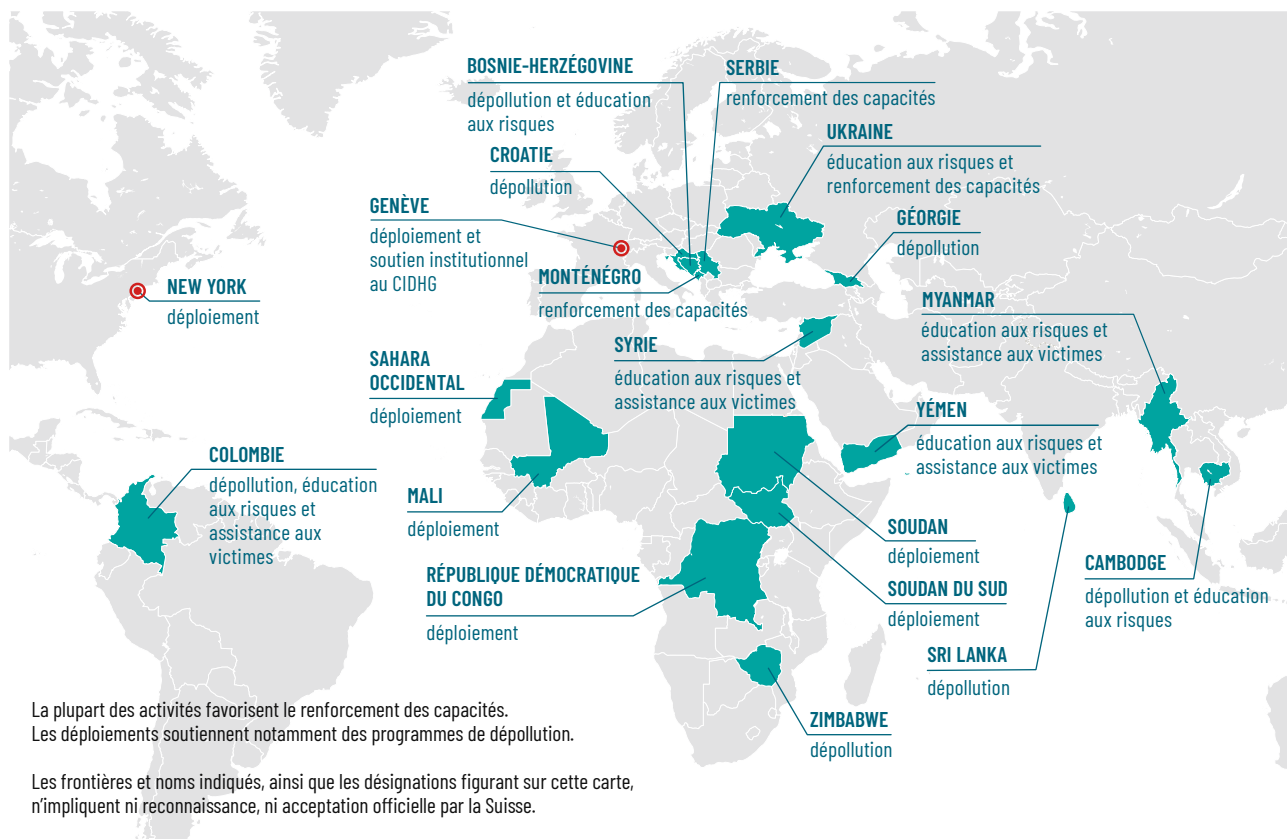 BOSNIE-HERZÉGOVINE
dépollution et éducation
aux risques
SERBIE
renforcement des capacités
UKRAINE
éducation aux risques et
renforcement des capacités
CROATIE
dépollution
GENÈVE
déploiement et
soutien institutionnel
au CIDHG
GÉORGIE
dépollution
MONTÉNÉGRO
renforcement des capacités
NEW YORK
déploiement
MYANMAR
éducation aux risques et
assistance aux victimes
SYRIE
éducation aux risques et
assistance aux victimes
SAHARA
OCCIDENTAL
déploiement
YÉMEN
éducation aux risques et
assistance aux victimes
COLOMBIE
dépollution, éducation
aux risques et
assistance aux
victimes
MALI
déploiement
SOUDAN
déploiement
CAMBODGE
dépollution et éducation
aux risques
RÉPUBLIQUE DÉMOCRATIQUE
DU CONGO
déploiement
SOUDAN DU SUD
déploiement
SRI LANKA
dépollution
ZIMBABWE
dépollution
La plupart des activités favorisent le renforcement des capacités.
Les déploiements soutiennent notamment des programmes de dépollution.
Les frontières et noms indiqués, ainsi que les désignations figurant sur cette carte,
n'impliquent ni reconnaissance, ni acceptation officielle par la Suisse.